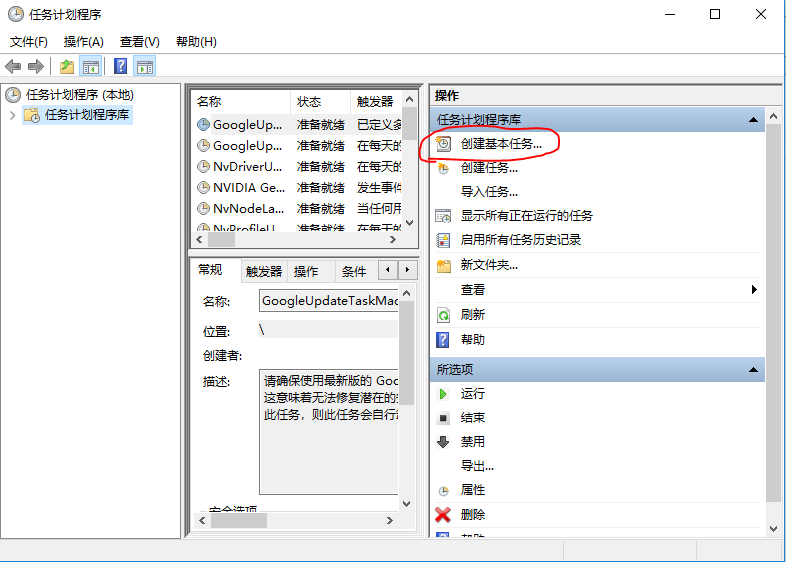 任务计划程序
文件(F) 操作(A) 查看(V) 帮助(H)
任务计划程序 (本地)
任务计划程序库
名称 状态 触发器
GoogleUp... 准备就绪 已定义多
GoogleUp... 准备就绪 在每天的
NvDriverU... 准备就绪 在每天的
NVIDIA Ge... 准备就绪 发生事件
NvNodeLa... 准备就绪 当任何用
NvProfileU... 准备就绪 在每天的
常规 触发器 操作 条件
名称: GoogleUpdateTaskMac
位置: \
创建者:
描述: 请确保使用最新版的 Goo
这意味着无法修复潜在的
此任务，则此任务会自行
安全选项
操作
任务计划程序库
创建基本任务...
创建任务...
导入任务...
显示所有正在运行的任务
启用所有任务历史记录
新文件夹...
查看
刷新
帮助
所选项
运行
结束
禁用
导出...
属性
删除
帮助